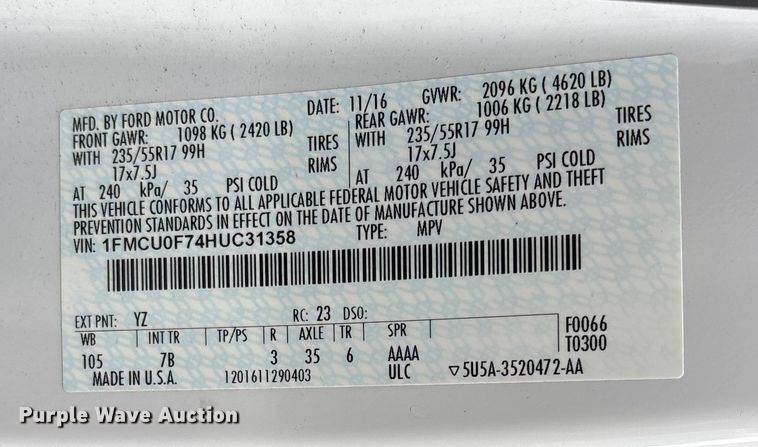 MFD. BY FORD MOTOR CO. DATE: 11/16 GVWR: 2096 KG ( 4620 LB)
FRONT GAWR: 1098 KG ( 2420 LB) REAR GAWR: 1006 KG ( 2218 LB)
WITH 235/55R17 99H TIRES WITH 235/55R17 99H TIRES
17x7.5J RIMS 17x7.5J RIMS
AT 240 kPa/ 35 PSI COLD AT 240 kPa/ 35 PSI COLD
THIS VEHICLE CONFORMS TO ALL APPLICABLE FEDERAL MOTOR VEHICLE SAFETY AND THEFT
PREVENTION STANDARDS IN EFFECT ON THE DATE OF MANUFACTURE SHOWN ABOVE.
VIN: 1FMCU0F74HUC31358 TYPE: MPV
EXT PNT: YZ RC: 23 DSO:
WB INT TR TP/PS R AXLE TR SPR F0066
105 7B 3 35 6 AAAA T0300
MADE IN U.S.A. 1201611290403 ULC ▽5U5A-3520472-AA
Purple Wave Auction